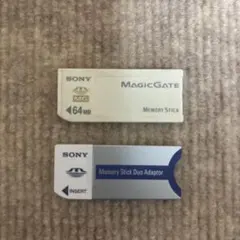 SONY
MAGICGATE
64MB
MEMORY STICK
SONY
Memory Stick Duo Adaptor
INSERT